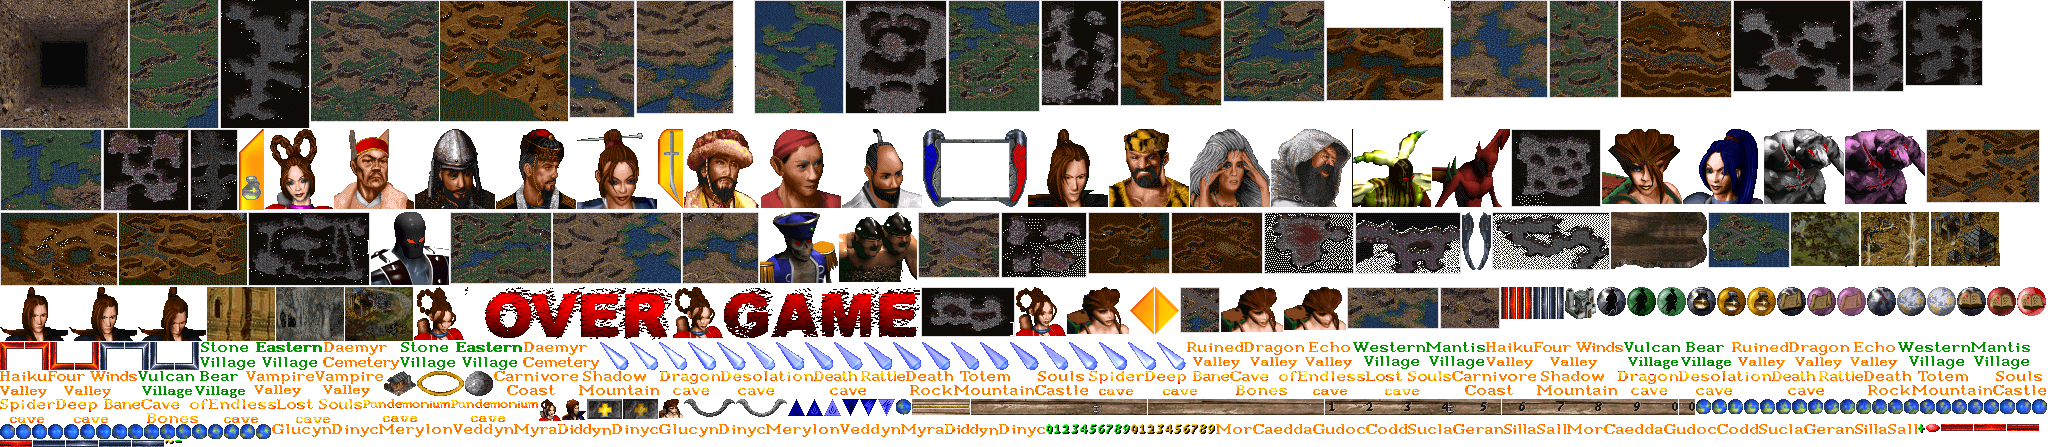 OVER GAME
Stone Eastern Daemyr Stone Eastern Daemyr Ruined Dragon Echo Western Mantis Haiku Four Winds Vulcan Bear Ruined Dragon Echo Western Mantis
Village Village Cemetery Village Village Cemetery Valley Valley Valley Village Village Valley Valley Village Village Valley Valley Valley Village Village
Haiku Four Winds Vulcan Bear Vampire Vampire Carnivore Shadow Dragon Desolation Death Rattle Death Totem Souls Spider Deep Bane Cave of Endless Lost Souls Carnivore Shadow Dragon Desolation Death Rattle Death Totem Souls
Valley Valley Village Village Valley Valley Coast Mountain cave cave cave Rock Mountain Castle cave cave Bones cave cave Coast Mountain cave cave cave Rock Mountain Castle
Spider Deep Bane Cave of Endless Lost Souls Pandemonium Pandemonium
cave cave Bones cave cave cave cave
1 2 3 4 5 6 7 8 9 0 0
Glucyn Dinyc Merylon Veddyn Myra Diddyn Dinyc Glucyn Dinyc Merylon Veddyn Myra Diddyn Dinyc 0123456789 0123456789 Mor Caedda Gudoc Codd Sucla Geran Silla Sall Mor Caedda Gudoc Codd Sucla Geran Silla Sall